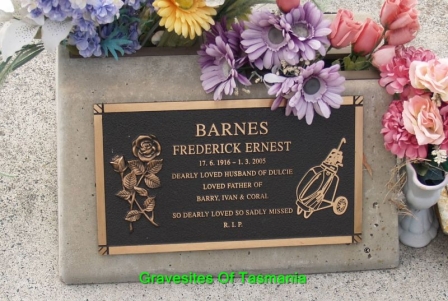 BARNES
FREDERICK ERNEST
17. 6. 1916 – 1. 3. 2005
DEARLY LOVED HUSBAND OF DULCIE
LOVED FATHER OF
BARRY, IVAN & CORAL
SO DEARLY LOVED SO SADLY MISSED
R. I. P.
Gravesites Of Tasmania